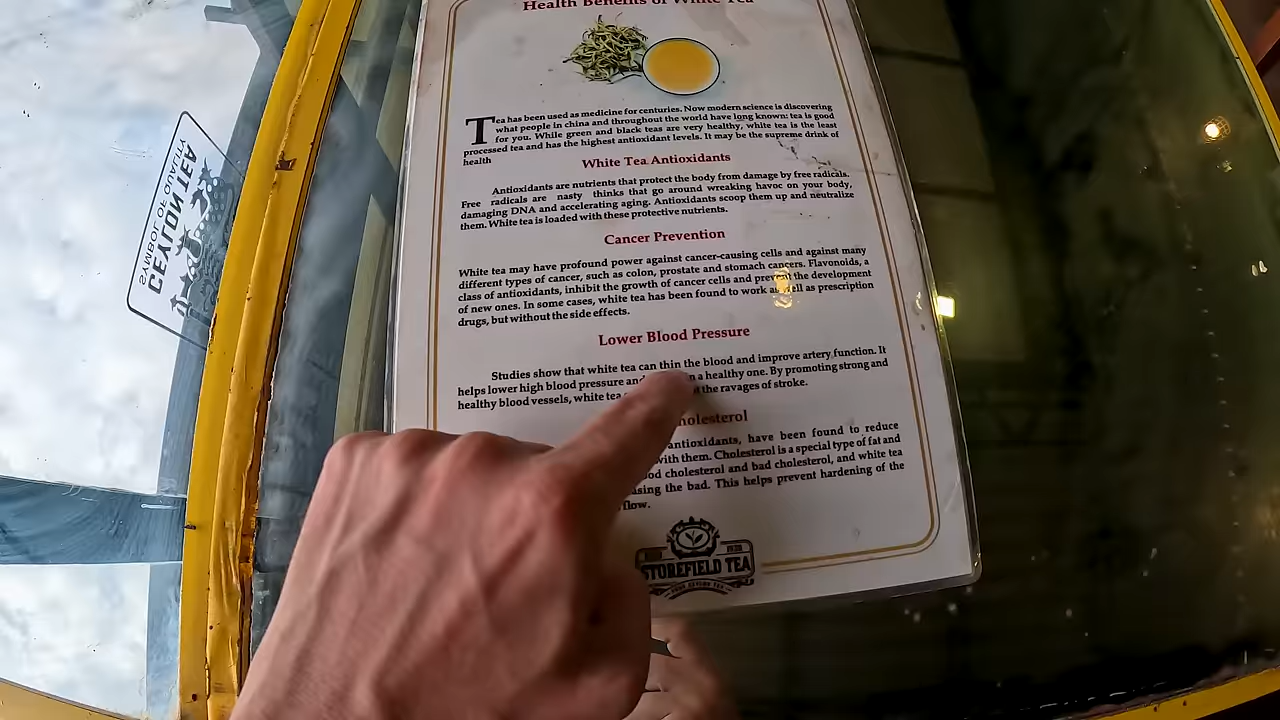 Health Benefits of White Tea
Tea has been used as medicine for centuries. Now modern science is discovering
what people in china and throughout the world have long known: tea is good
for you. While green and black teas are very healthy, white tea is the least
processed tea and has the highest antioxidant levels. It may be the supreme drink of
health
White Tea Antioxidants
Antioxidants are nutrients that protect the body from damage by free radicals.
Free radicals are nasty thinks that go around wreaking havoc on your body,
damaging DNA and accelerating aging. Antioxidants scoop them up and neutralize
them. White tea is loaded with these protective nutrients.
Cancer Prevention
White tea may have profound power against cancer-causing cells and against many
different types of cancer, such as colon, prostate and stomach cancers. Flavonoids, a
class of antioxidants, inhibit the growth of cancer cells and prevent the development
of new ones. In some cases, white tea has been found to work as well as prescription
drugs, but without the side effects.
Lower Blood Pressure
Studies show that white tea can thin the blood and improve artery function. It
helps lower high blood pressure and a healthy one. By promoting strong and
healthy blood vessels, white tea the ravages of stroke.
Cholesterol
antioxidants, have been found to reduce
with them. Cholesterol is a special type of fat and
cholesterol and bad cholesterol, and white tea
the bad. This helps prevent hardening of the
flow.
STOREFIELD TEA
YOUR CEYLON TEA
SYMBOL OF QUALITY
CEYLON TEA